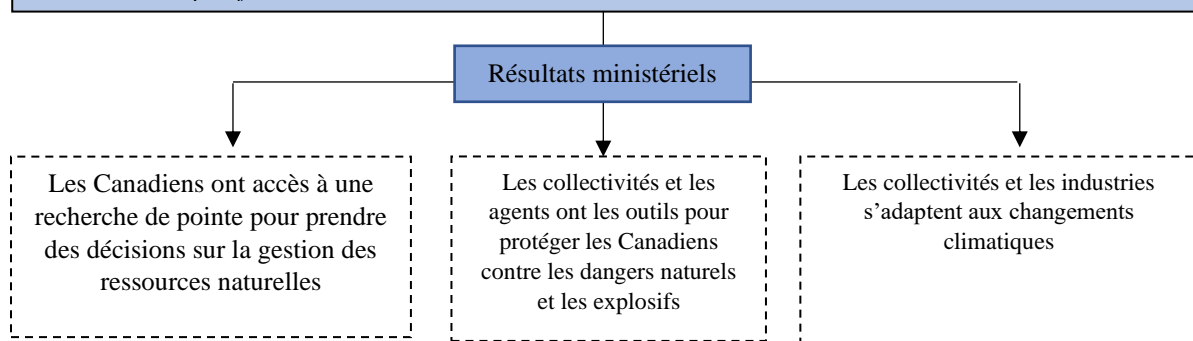 Résultats ministériels
Les Canadiens ont accès à une
recherche de pointe pour prendre
des décisions sur la gestion des
ressources naturelles
Les collectivités et les
agents ont les outils pour
protéger les Canadiens
contre les dangers naturels
et les explosifs
Les collectivités et les industries
s’adaptent aux changements
climatiques